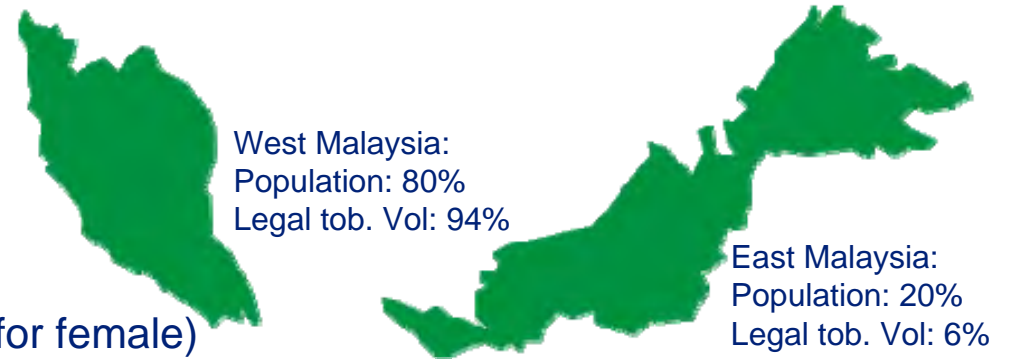 West Malaysia:
Population: 80%
Legal tob. Vol: 94%
East Malaysia:
Population: 20%
Legal tob. Vol: 6%
for female)